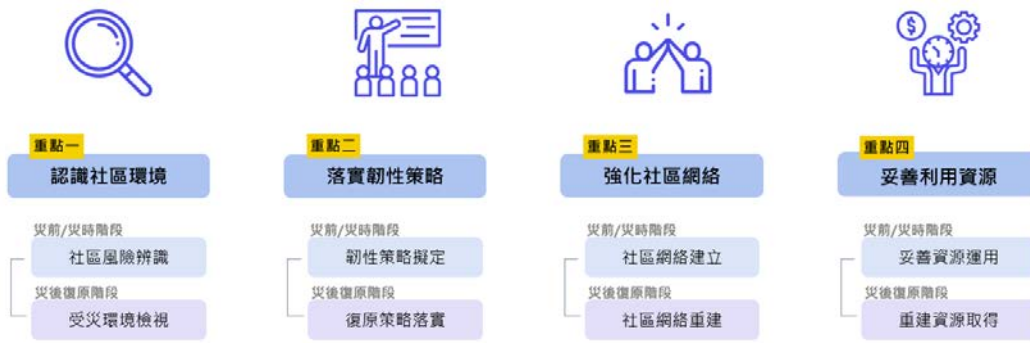 重點一
認識社區環境
災前/災時階段
社區風險辨識
災後復原階段
受災環境檢視
重點二
落實韌性策略
災前/災時階段
韌性策略擬定
災後復原階段
復原策略落實
重點三
強化社區網絡
災前/災時階段
社區網絡建立
災後復原階段
社區網絡重建
$
重點四
妥善利用資源
災前/災時階段
妥善資源運用
災後復原階段
重建資源取得